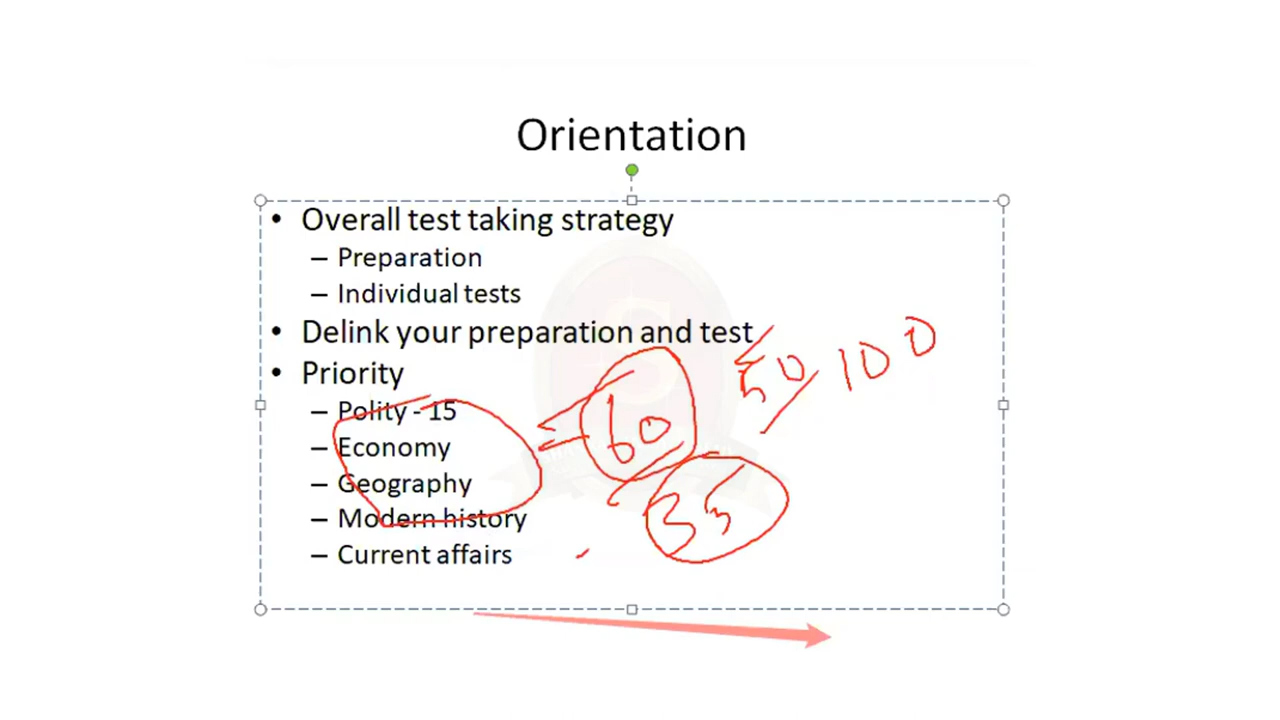 Orientation
• Overall test taking strategy
– Preparation
– Individual tests
• Delink your preparation and test
• Priority
– Polity - 15
– Economy
– Geography
– Modern history
– Current affairs
50 100
60
35